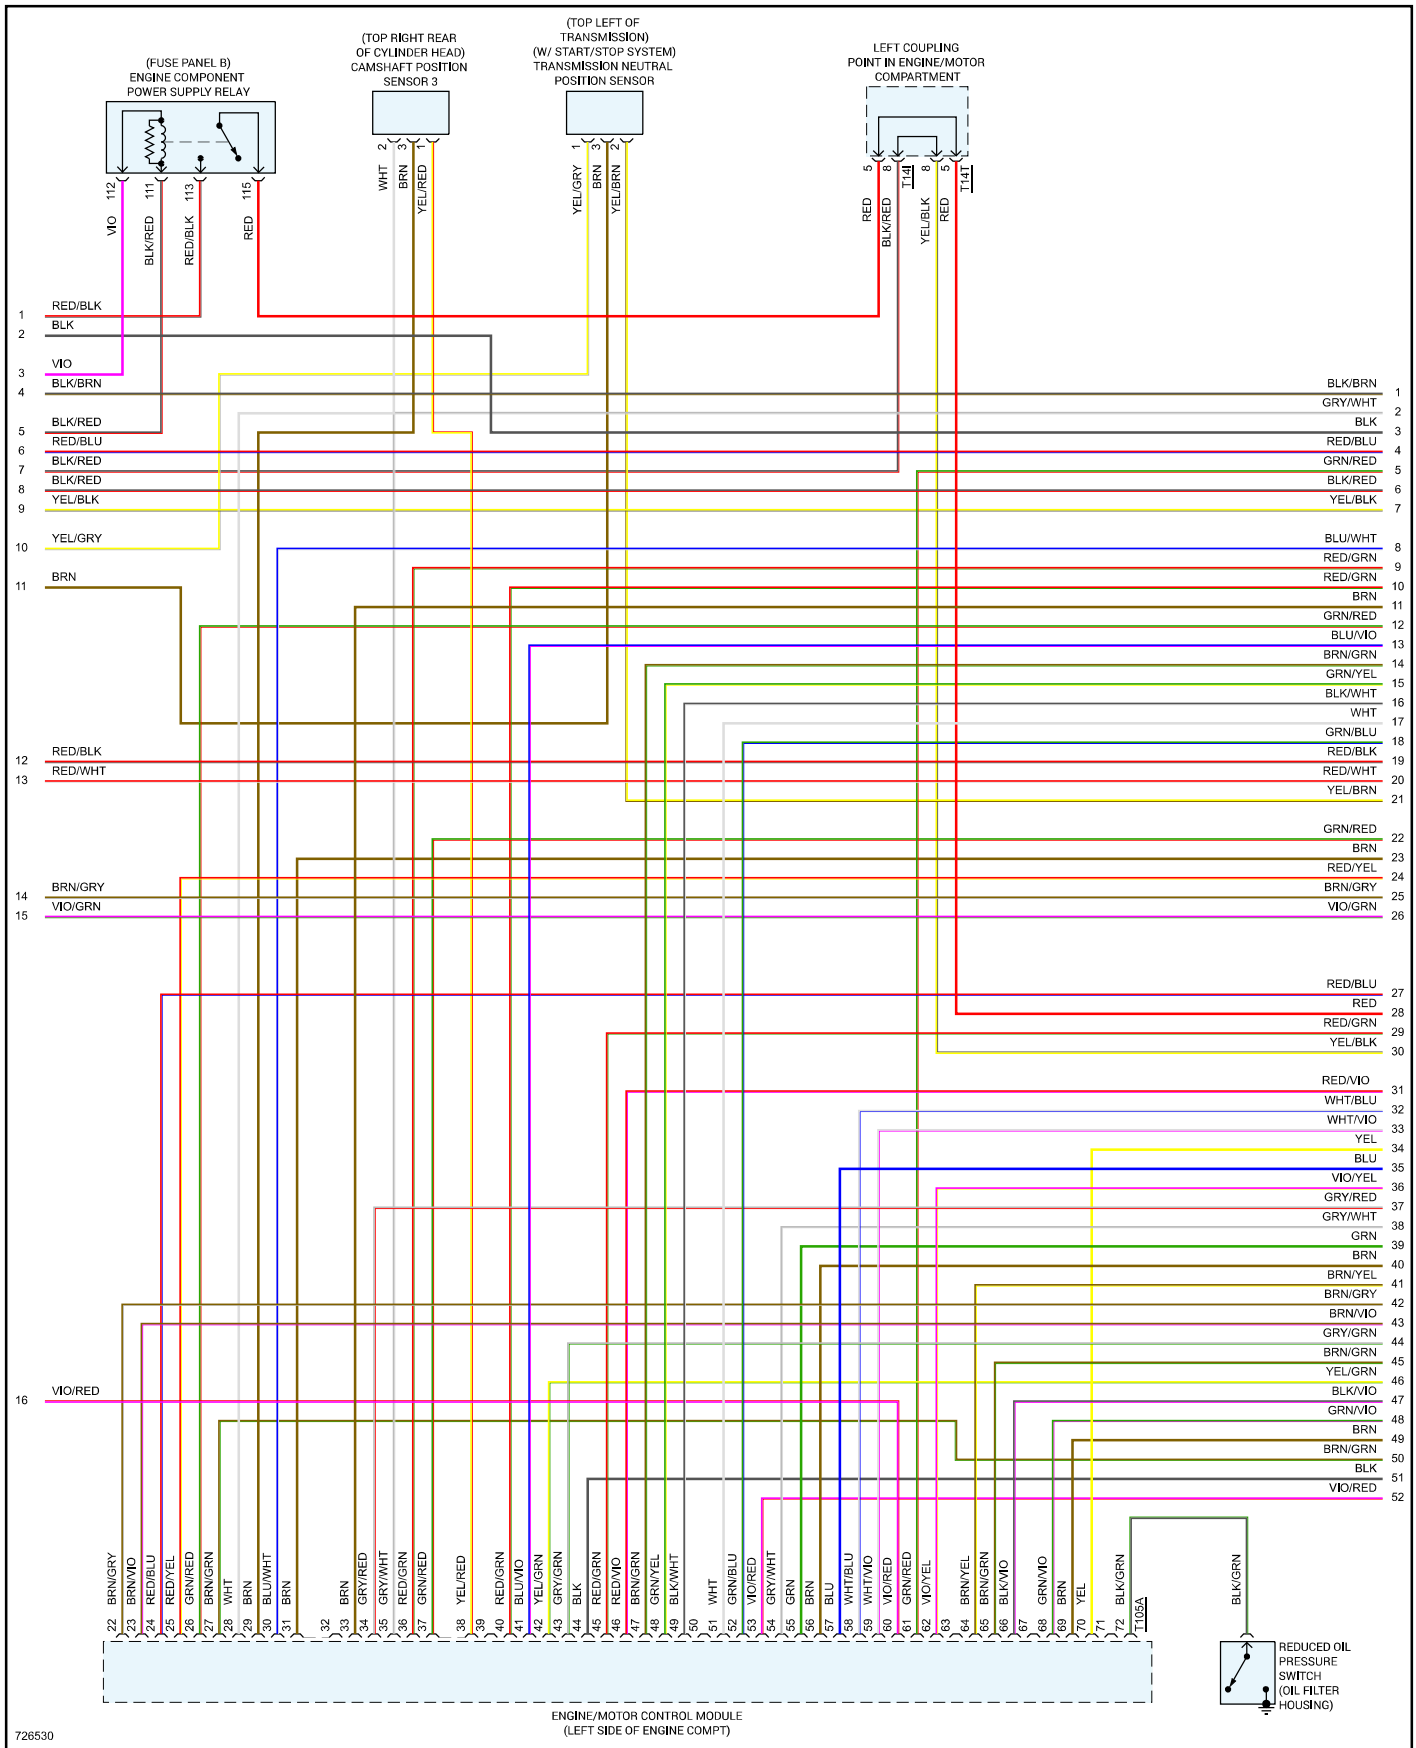 (FUSE PANEL B)
ENGINE COMPONENT
POWER SUPPLY RELAY
(TOP RIGHT REAR
OF CYLINDER HEAD)
CAMSHAFT POSITION
SENSOR 3
(TOP LEFT OF
TRANSMISSION)
(W/ START/STOP SYSTEM)
TRANSMISSION NEUTRAL
POSITION SENSOR
LEFT COUPLING
POINT IN ENGINE/MOTOR
COMPARTMENT
112 VIO
111 BLK/RED
113 RED/BLK
115 RED
2 WHT
3 BRN
1 YEL/RED
1 YEL/GRY
3 BRN
2 YEL/BRN
5 RED
8 BLK/RED
T14I
8 YEL/BLK
5 RED
T14T
1 RED/BLK
2 BLK
3 VIO
4 BLK/BRN
5 BLK/RED
6 RED/BLU
7 BLK/RED
8 BLK/RED
9 YEL/BLK
10 YEL/GRY
11 BRN
12 RED/BLK
13 RED/WHT
14 BRN/GRY
15 VIO/GRN
16 VIO/RED
BLK/BRN 1
GRY/WHT 2
BLK 3
RED/BLU 4
GRN/RED 5
BLK/RED 6
YEL/BLK 7
BLU/WHT 8
RED/GRN 9
RED/GRN 10
BRN 11
GRN/RED 12
BLU/VIO 13
BRN/GRN 14
GRN/YEL 15
BLK/WHT 16
WHT 17
GRN/BLU 18
RED/BLK 19
RED/WHT 20
YEL/BRN 21
GRN/RED 22
BRN 23
RED/YEL 24
BRN/GRY 25
VIO/GRN 26
RED/BLU 27
RED 28
RED/GRN 29
YEL/BLK 30
RED/VIO 31
WHT/BLU 32
WHT/VIO 33
YEL 34
BLU 35
VIO/YEL 36
GRY/RED 37
GRY/WHT 38
GRN 39
BRN 40
BRN/YEL 41
BRN/GRY 42
BRN/VIO 43
GRY/GRN 44
BRN/GRN 45
YEL/GRN 46
BLK/VIO 47
GRN/VIO 48
BRN 49
BRN/GRN 50
BLK 51
VIO/RED 52
22 BRN/GRY
23 BRN/VIO
24 RED/BLU
25 RED/YEL
26 GRN/RED
27 BRN/GRN
28 WHT
29 BRN
30 BLU/WHT
31 BRN
32
33 BRN
34 GRY/RED
35 GRY/WHT
36 RED/GRN
37 GRN/RED
38 YEL/RED
39
40 RED/GRN
41 BLU/VIO
42 YEL/GRN
43 GRY/GRN
44 BLK
45 RED/GRN
46 RED/VIO
47 BRN/GRN
48 GRN/YEL
49 BLK/WHT
50
51 WHT
52 GRN/BLU
53 VIO/RED
54 GRY/WHT
55 GRN
56 BRN
57 BLU
58 WHT/BLU
59 WHT/VIO
60 VIO/RED
61 GRN/RED
62 VIO/YEL
63
64 BRN/YEL
65 BRN/GRN
66 BLK/VIO
67
68 GRN/VIO
69 BRN
70 YEL
71
72 BLK/GRN
T105A
BLK/GRN
REDUCED OIL
PRESSURE
SWITCH
(OIL FILTER
HOUSING)
ENGINE/MOTOR CONTROL MODULE
(LEFT SIDE OF ENGINE COMPT)
726530